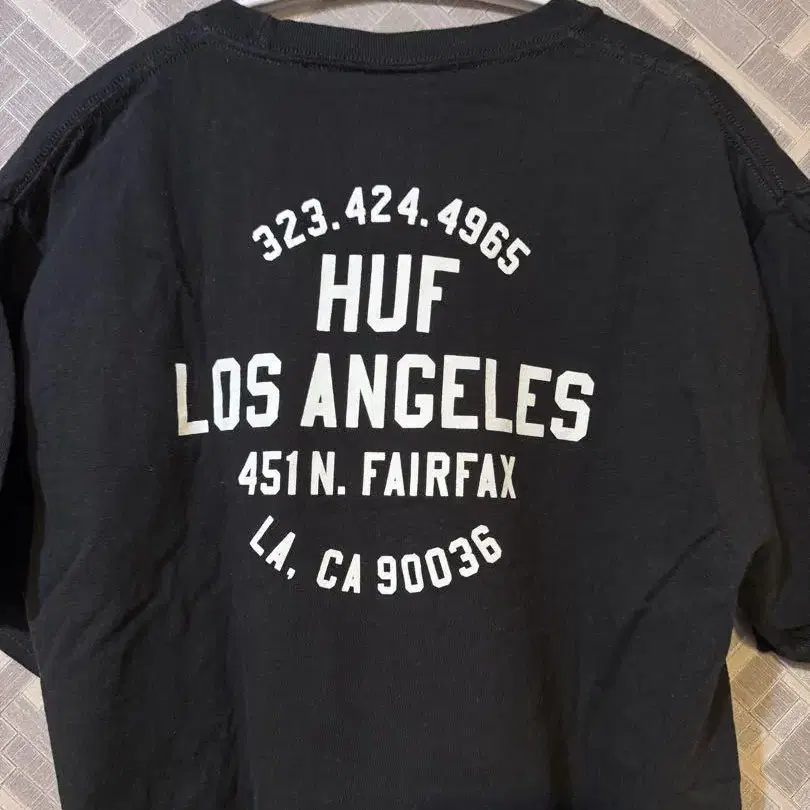 323.424.4965
HUF
LOS ANGELES
451 N. FAIRFAX
LA, CA 90036